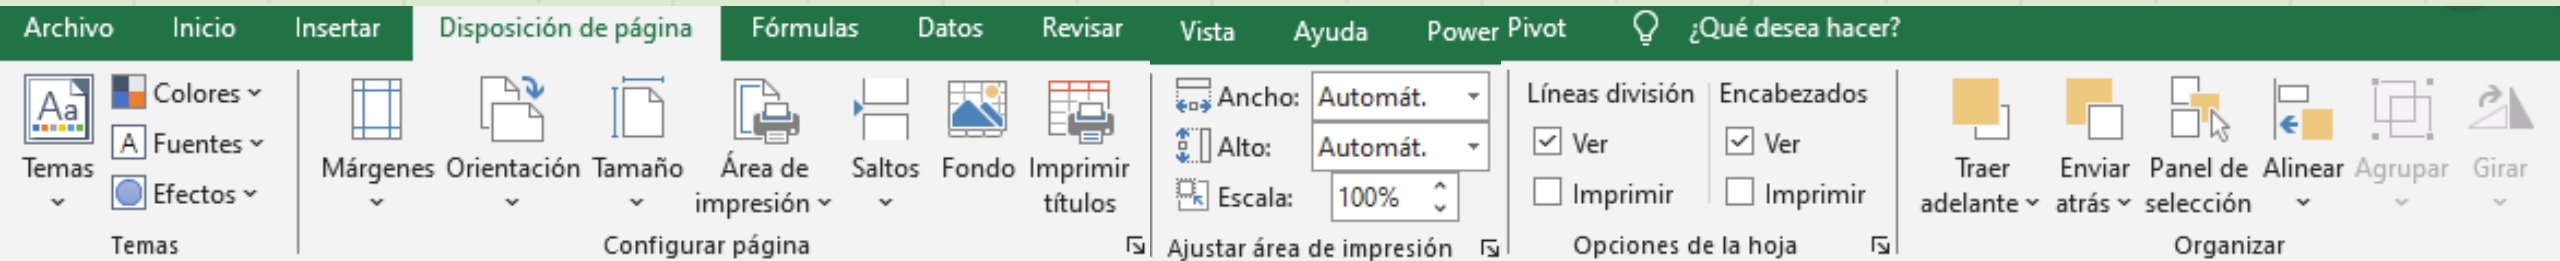 Archivo Inicio Insertar Disposición de página Fórmulas Datos Revisar Vista Ayuda Power Pivot ¿Qué desea hacer?
Aa
Temas
Colores
A Fuentes
Efectos
Temas
Márgenes
Orientación
Tamaño
Área de
impresión
Saltos
Fondo
Imprimir
títulos
Configurar página
Ancho: Automát.
Alto: Automát.
Escala: 100%
Ajustar área de impresión
Líneas división
Ver
Imprimir
Encabezados
Ver
Imprimir
Opciones de la hoja
Traer
adelante
Enviar
atrás
Panel de
selección
Alinear
Agrupar
Girar
Organizar